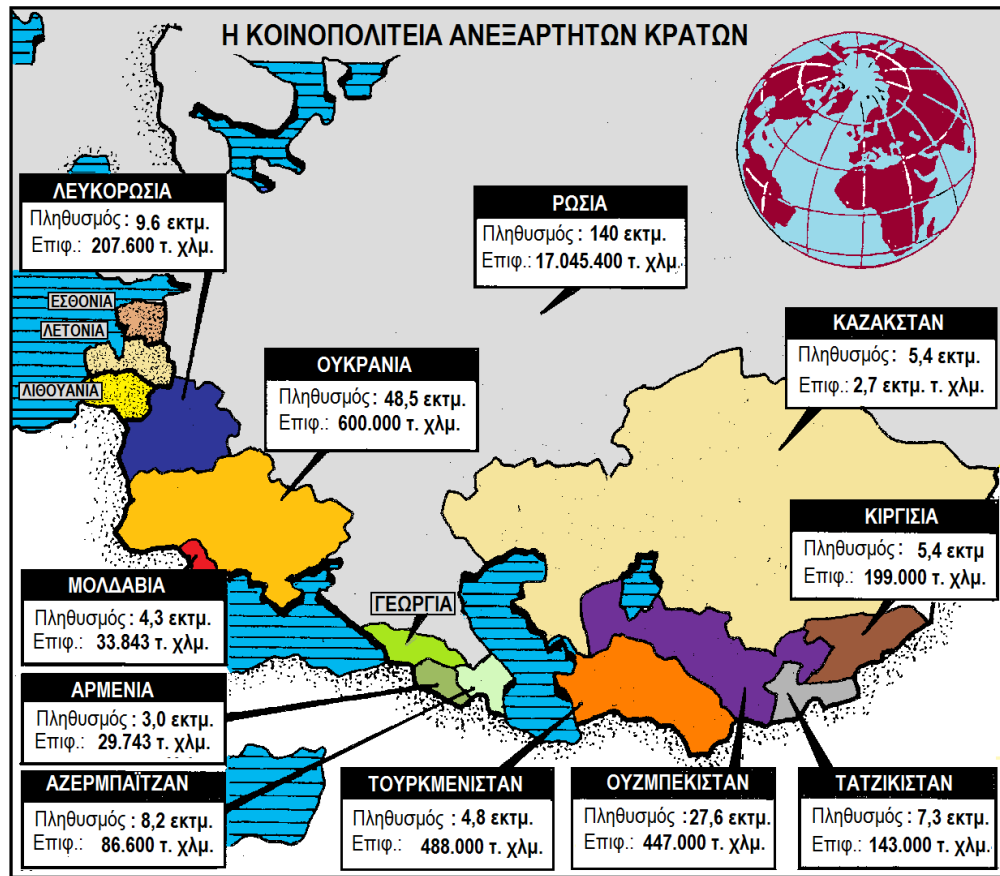 Η ΚΟΙΝΟΠΟΛΙΤΕΙΑ ΑΝΕΞΑΡΤΗΤΩΝ ΚΡΑΤΩΝ
ΛΕΥΚΟΡΩΣΙΑ
Πληθυσμός : 9.6 εκτμ.
Επιφ.: 207.600 τ. χλμ.
ΡΩΣΙΑ
Πληθυσμός : 140 εκτμ.
Επιφ.: 17.045.400 τ. χλμ.
ΕΣΘΟΝΙΑ
ΛΕΤΟΝΙΑ
ΛΙΘΟΥΑΝΙΑ
ΟΥΚΡΑΝΙΑ
Πληθυσμός : 48,5 εκτμ.
Επιφ.: 600.000 τ. χλμ.
ΚΑΖΑΚΣΤΑΝ
Πληθυσμός : 5,4 εκτμ.
Επιφ.: 2,7 εκτμ. τ. χλμ.
ΚΙΡΓΙΣΙΑ
Πληθυσμός : 5,4 εκτμ
Επιφ.: 199.000 τ. χλμ.
ΜΟΛΔΑΒΙΑ
Πληθυσμός : 4,3 εκτμ.
Επιφ.: 33.843 τ. χλμ.
ΓΕΩΡΓΙΑ
ΑΡΜΕΝΙΑ
Πληθυσμός : 3,0 εκτμ.
Επιφ.: 29.743 τ. χλμ.
ΑΖΕΡΜΠΑΪΤΖΑΝ
Πληθυσμός : 8,2 εκτμ.
Επιφ.: 86.600 τ. χλμ.
ΤΟΥΡΚΜΕΝΙΣΤΑΝ
Πληθυσμός : 4,8 εκτμ.
Επιφ.: 488.000 τ. χλμ.
ΟΥΖΜΠΕΚΙΣΤΑΝ
Πληθυσμός :27,6 εκτμ.
Επιφ.: 447.000 τ. χλμ.
ΤΑΤΖΙΚΙΣΤΑΝ
Πληθυσμός : 7,3 εκτμ.
Επιφ.: 143.000 τ. χλμ.